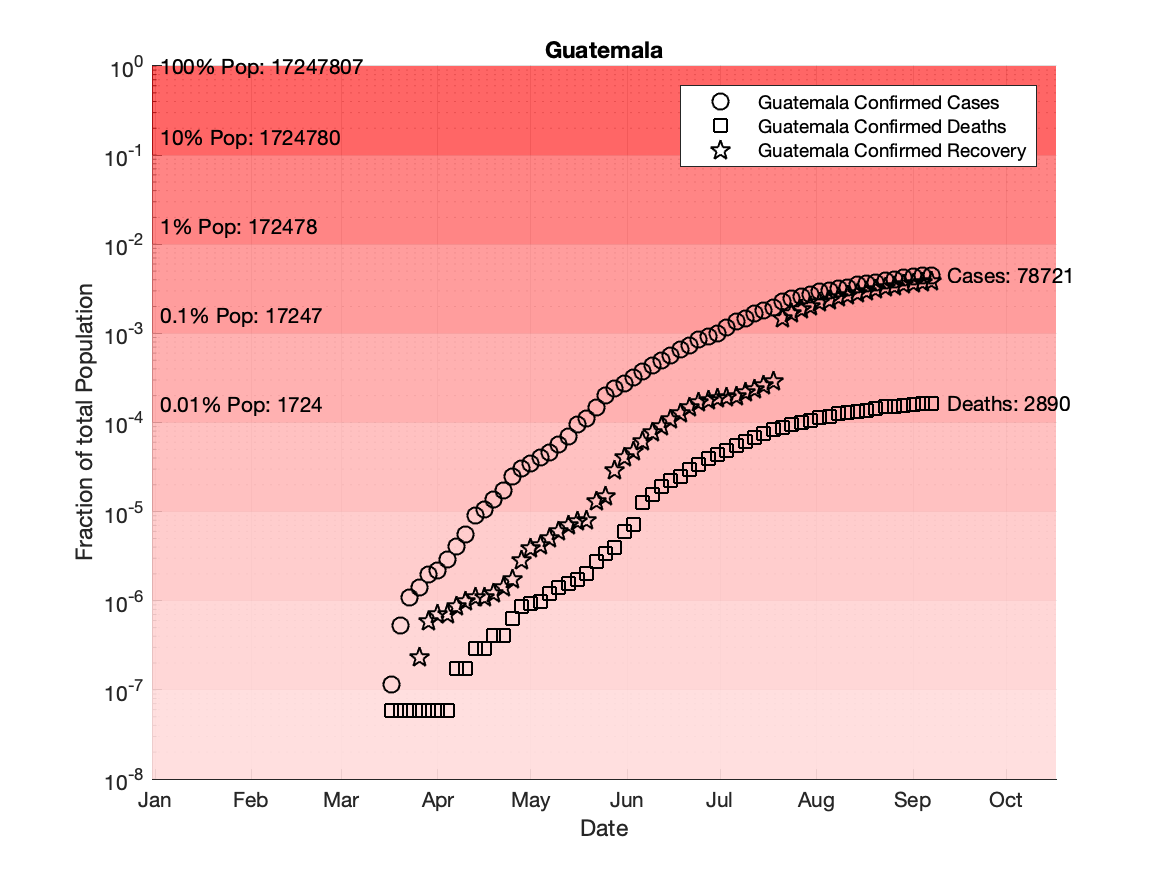 Guatemala
10^0
100% Pop: 17247807
Guatemala Confirmed Cases
Guatemala Confirmed Deaths
Guatemala Confirmed Recovery
10% Pop: 1724780
10^-1
1% Pop: 172478
10^-2
Cases: 78721
0.1% Pop: 17247
10^-3
0.01% Pop: 1724
Deaths: 2890
10^-4
10^-5
10^-6
10^-7
10^-8
Fraction of total Population
Jan Feb Mar Apr May Jun Jul Aug Sep Oct
Date